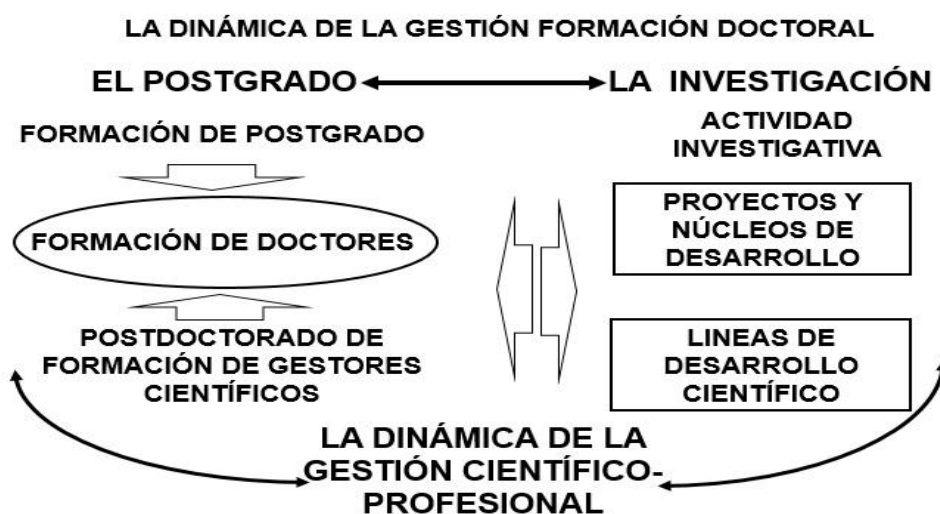 LA DINÁMICA DE LA GESTIÓN FORMACIÓN DOCTORAL
EL POSTGRADO
LA INVESTIGACIÓN
FORMACIÓN DE POSTGRADO
ACTIVIDAD
INVESTIGATIVA
FORMACIÓN DE DOCTORES
PROYECTOS Y
NÚCLEOS DE
DESARROLLO
POSTDOCTORADO DE
FORMACIÓN DE GESTORES
CIENTÍFICOS
LINEAS DE
DESARROLLO
CIENTÍFICO
LA DINÁMICA DE LA
GESTIÓN CIENTÍFICO-
PROFESIONAL